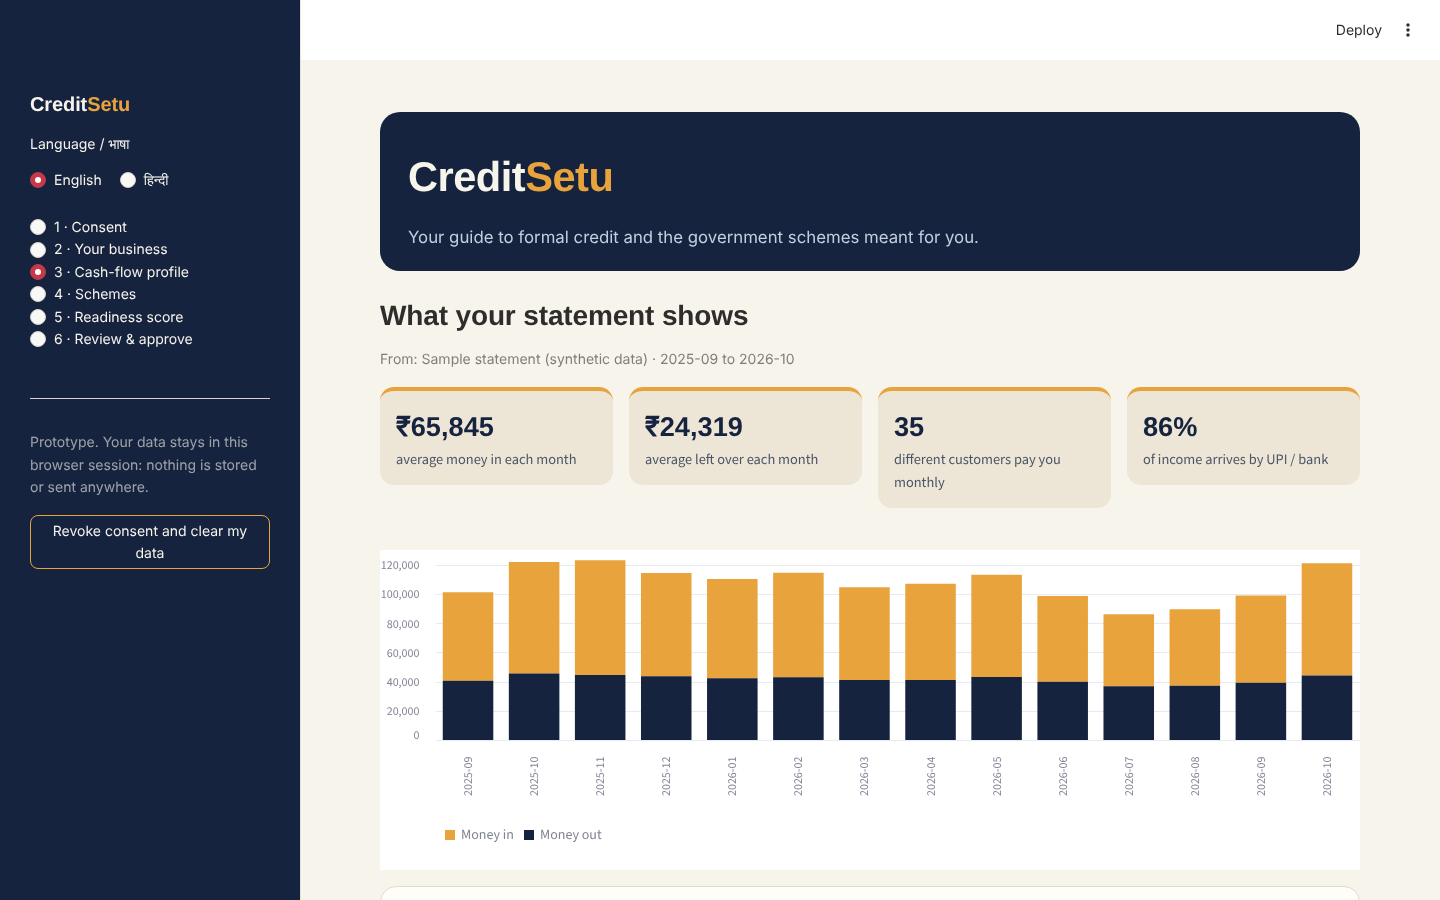 Deploy
CreditSetu
Language / भाषा
English
हिन्दी
1 · Consent
2 · Your business
3 · Cash-flow profile
4 · Schemes
5 · Readiness score
6 · Review & approve
Prototype. Your data stays in this
browser session: nothing is stored
or sent anywhere.
Revoke consent and clear my
data
CreditSetu
Your guide to formal credit and the government schemes meant for you.
What your statement shows
From: Sample statement (synthetic data) · 2025-09 to 2026-10
₹65,845
average money in each month
₹24,319
average left over each month
35
different customers pay you
monthly
86%
of income arrives by UPI / bank
120,000
100,000
80,000
60,000
40,000
20,000
0
2025-09
2025-10
2025-11
2025-12
2026-01
2026-02
2026-03
2026-04
2026-05
2026-06
2026-07
2026-08
2026-09
2026-10
Money in
Money out